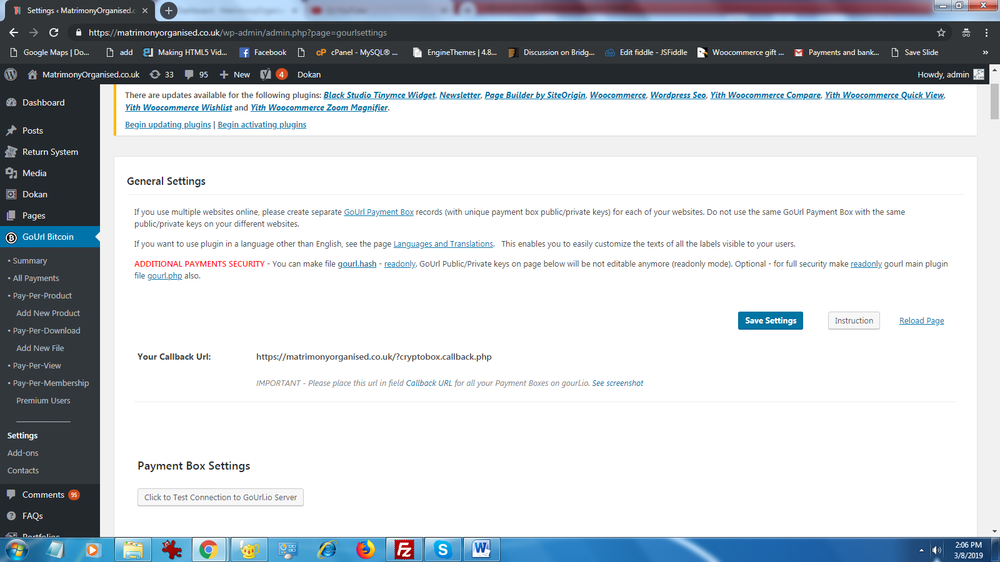 Settings ‹ MatrimonyOrganised.c
https://matrimonyorganised.co.uk/wp-admin/admin.php?page=gourlsettings
Google Maps | Do... add Making HTML5 Vid... Facebook cPanel - MySQL® ... EngineThemes | 4.8... Discussion on Bridg... Edit fiddle - JSFiddle Woocommerce gift ... Payments and bank... Save Slide »
MatrimonyOrganised.co.uk 33 95 New 4 Dokan Howdy, admin
Dashboard
Posts
Return System
Media
Dokan
Pages
GoUrl Bitcoin
• Summary
• All Payments
• Pay-Per-Product
Add New Product
• Pay-Per-Download
Add New File
• Pay-Per-View
• Pay-Per-Membership
Premium Users
Settings
Add-ons
Contacts
Comments 95
FAQs
Portfolios
There are updates available for the following plugins: Black Studio Tinymce Widget, Newsletter, Page Builder by SiteOrigin, Woocommerce, Wordpress Seo, Yith Woocommerce Compare, Yith Woocommerce Quick View,
Yith Woocommerce Wishlist and Yith Woocommerce Zoom Magnifier.
Begin updating plugins | Begin activating plugins
General Settings
If you use multiple websites online, please create separate GoUrl Payment Box records (with unique payment box public/private keys) for each of your websites. Do not use the same GoUrl Payment Box with the same
public/private keys on your different websites.
If you want to use plugin in a language other than English, see the page Languages and Translations. This enables you to easily customize the texts of all the labels visible to your users.
ADDITIONAL PAYMENTS SECURITY - You can make file gourl.hash - readonly. GoUrl Public/Private keys on page below will be not editable anymore (readonly mode). Optional - for full security make readonly gourl main plugin
file gourl.php also.
Save Settings Instruction Reload Page
Your Callback Url: https://matrimonyorganised.co.uk/?cryptobox.callback.php
IMPORTANT - Please place this url in field Callback URL for all your Payment Boxes on gourl.io. See screenshot
Payment Box Settings
Click to Test Connection to GoUrl.io Server
2:06 PM
3/8/2019